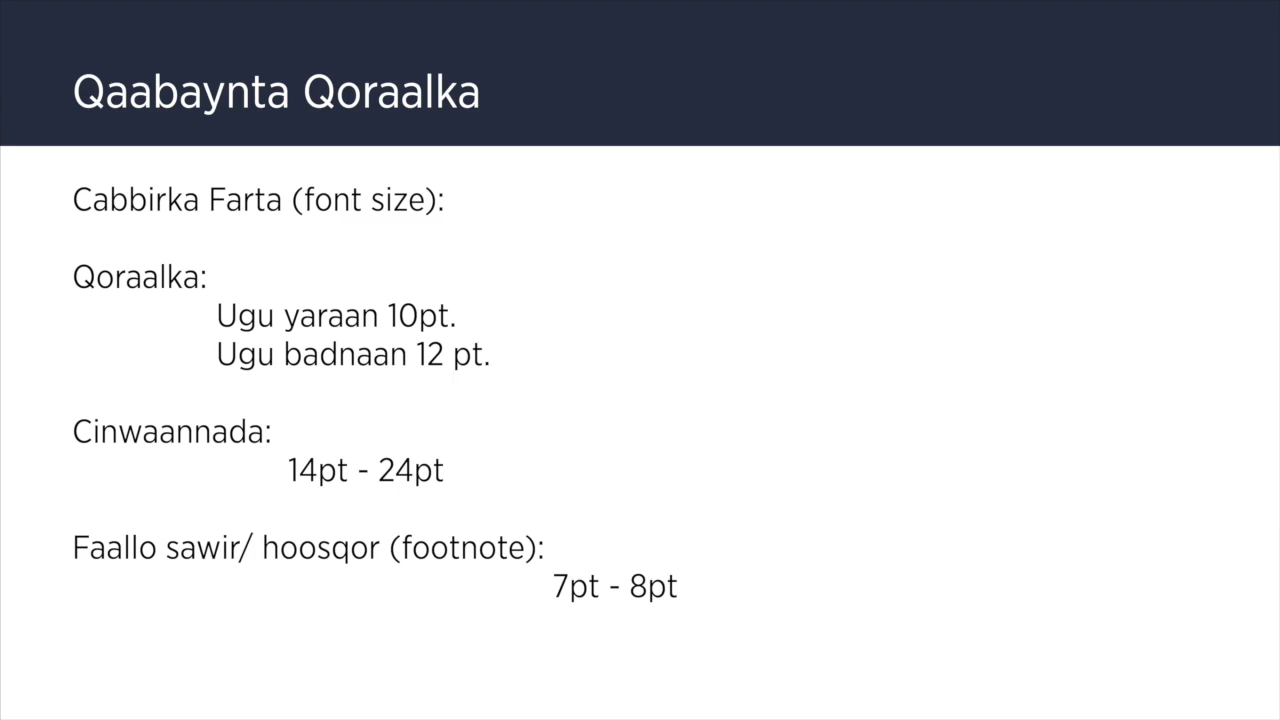 Qaabaynta Qoraalka
Cabbirka Farta (font size):
Qoraalka:
Ugu yaraan 10pt.
Ugu badnaan 12 pt.
Cinwaannada:
14pt - 24pt
Faallo sawir/ hoosqor (footnote):
7pt - 8pt